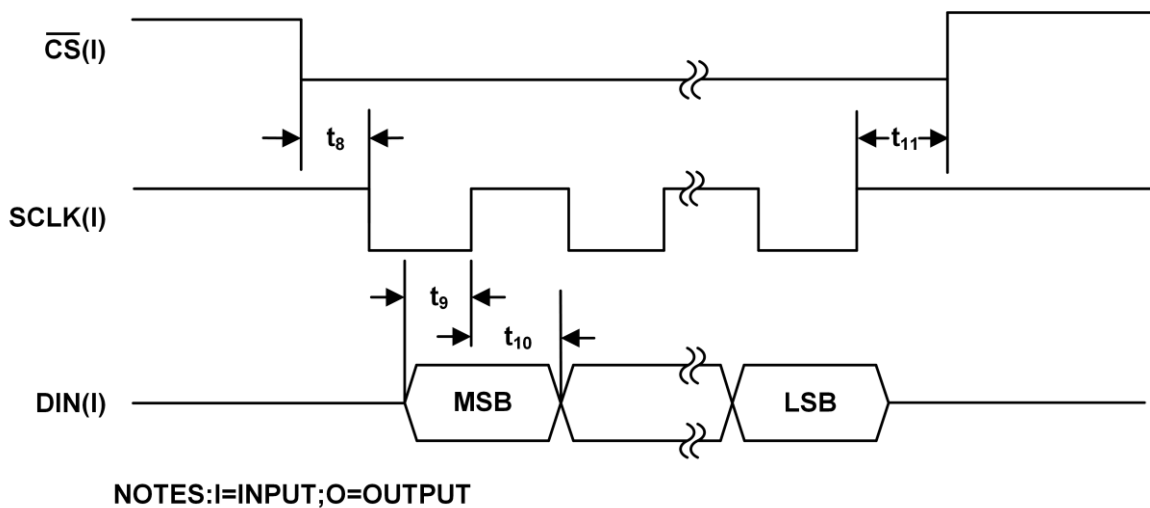 CS(I)
t8
t11
SCLK(I)
t9
t10
DIN(I)
MSB
LSB
NOTES:I=INPUT;O=OUTPUT